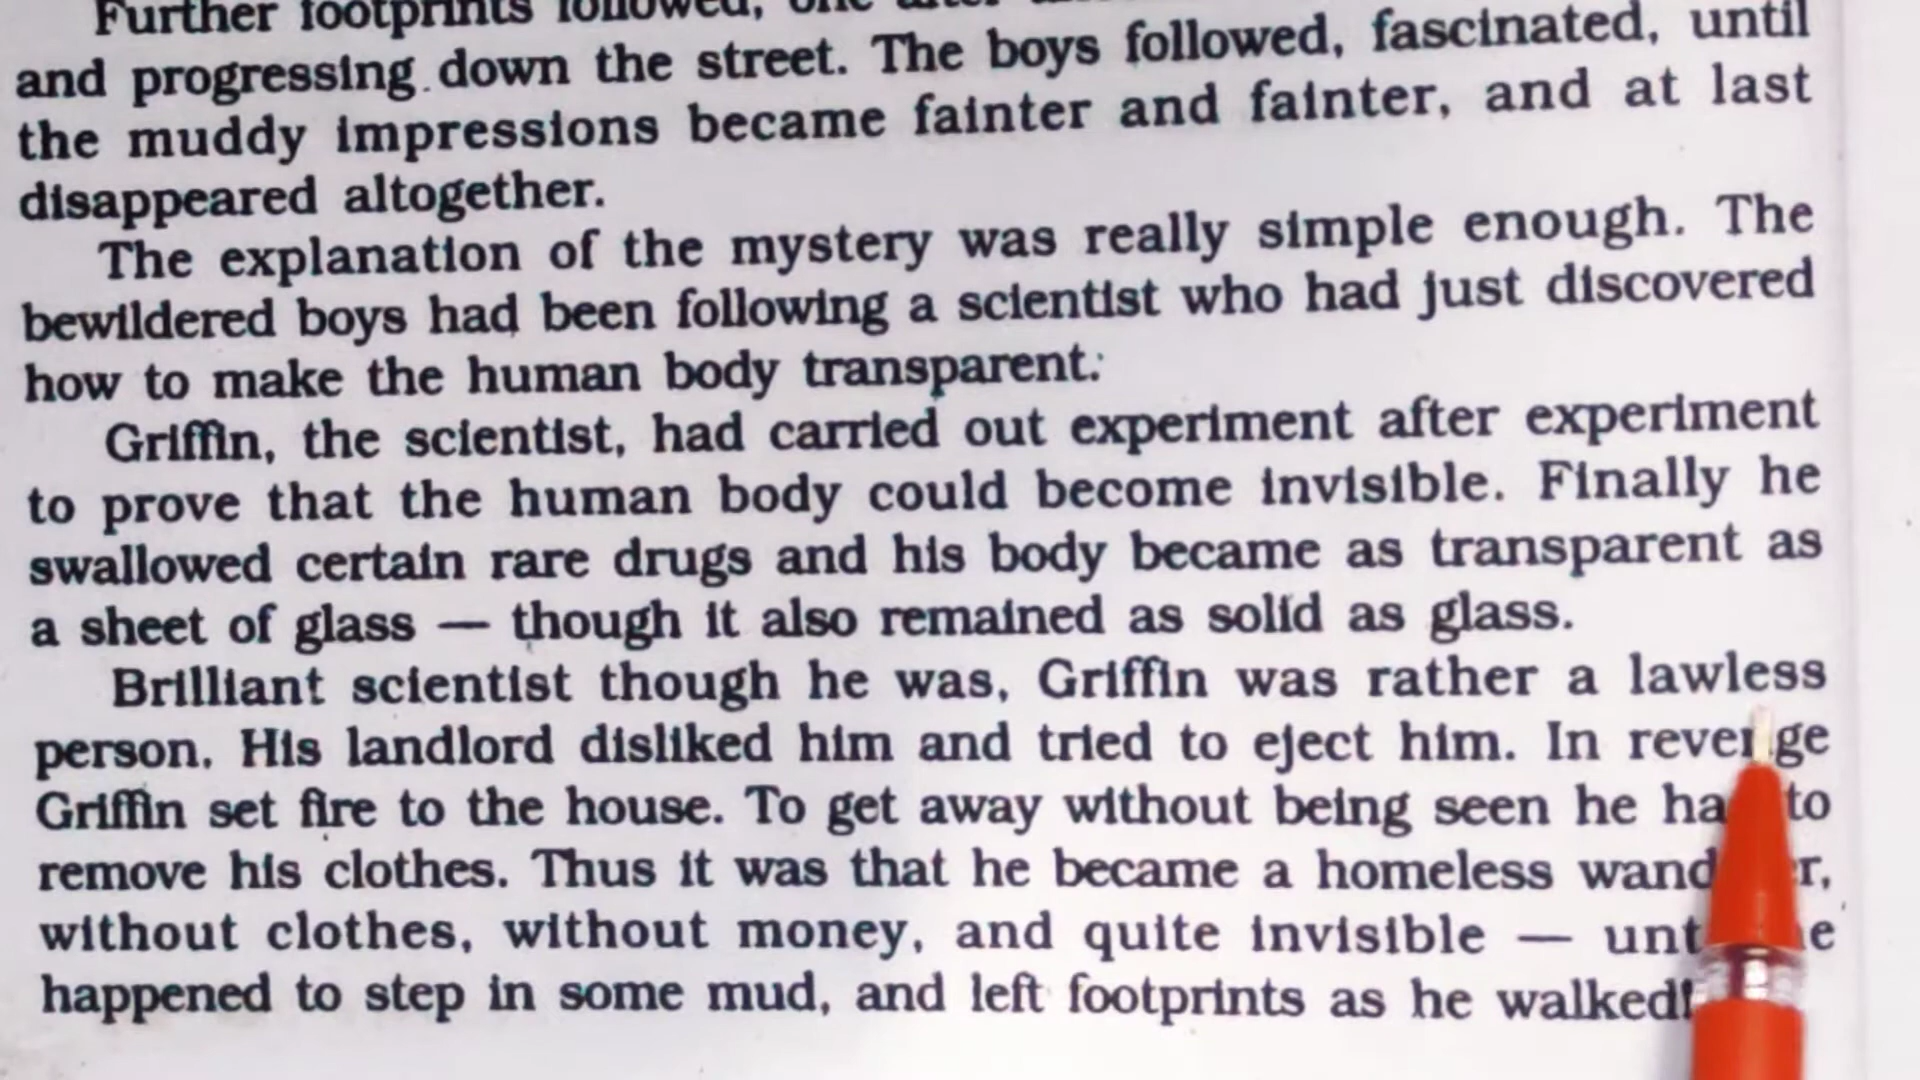 Further footprints followed, one after
and progressing down the street. The boys followed, fascinated, until
the muddy impressions became fainter and fainter, and at last
disappeared altogether.
The explanation of the mystery was really simple enough. The
bewildered boys had been following a scientist who had just discovered
how to make the human body transparent.
Griffin, the scientist, had carried out experiment after experiment
to prove that the human body could become invisible. Finally he
swallowed certain rare drugs and his body became as transparent as
a sheet of glass — though it also remained as solid as glass.
Brilliant scientist though he was, Griffin was rather a lawless
person. His landlord disliked him and tried to eject him. In revenge
Griffin set fire to the house. To get away without being seen he to
remove his clothes. Thus it was that he became a homeless
without clothes, without money, and quite invisible —
happened to step in some mud, and left footprints as he walked!